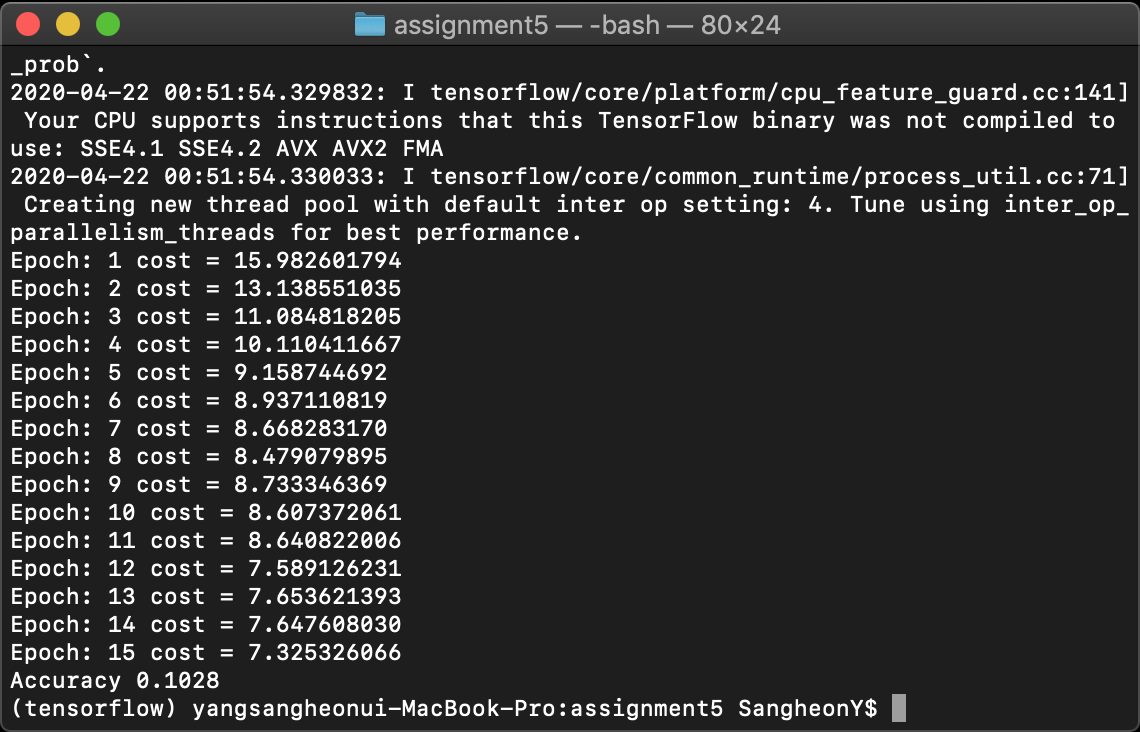 assignment5 — -bash — 80×24
_prob`.
2020-04-22 00:51:54.329832: I tensorflow/core/platform/cpu_feature_guard.cc:141]
 Your CPU supports instructions that this TensorFlow binary was not compiled to
use: SSE4.1 SSE4.2 AVX AVX2 FMA
2020-04-22 00:51:54.330033: I tensorflow/core/common_runtime/process_util.cc:71]
 Creating new thread pool with default inter op setting: 4. Tune using inter_op_
parallelism_threads for best performance.
Epoch: 1 cost = 15.982601794
Epoch: 2 cost = 13.138551035
Epoch: 3 cost = 11.084818205
Epoch: 4 cost = 10.110411667
Epoch: 5 cost = 9.158744692
Epoch: 6 cost = 8.937110819
Epoch: 7 cost = 8.668283170
Epoch: 8 cost = 8.479079895
Epoch: 9 cost = 8.733346369
Epoch: 10 cost = 8.607372061
Epoch: 11 cost = 8.640822006
Epoch: 12 cost = 7.589126231
Epoch: 13 cost = 7.653621393
Epoch: 14 cost = 7.647608030
Epoch: 15 cost = 7.325326066
Accuracy 0.1028
(tensorflow) yangsangheonui-MacBook-Pro:assignment5 SangheonY$